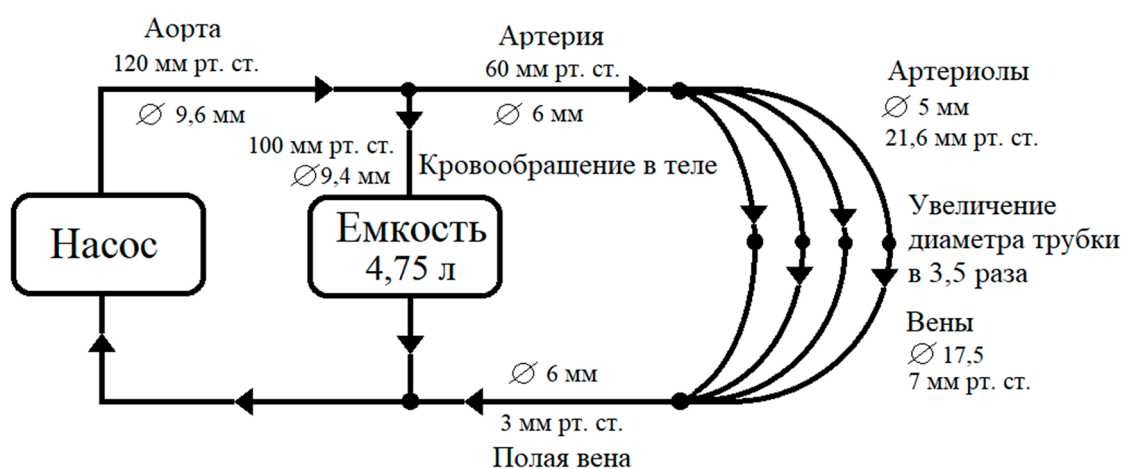 Аорта
120 мм рт. ст.
∅ 9,6 мм
Артерия
60 мм рт. ст.
∅ 6 мм
Артериолы
∅ 5 мм
21,6 мм рт. ст.
100 мм рт. ст.
∅9,4 мм
Кровообращение в теле
Насос
Емкость
4,75 л
Увеличение
диаметра трубки
в 3,5 раза
Вены
∅ 17,5
7 мм рт. ст.
∅ 6 мм
3 мм рт. ст.
Полая вена